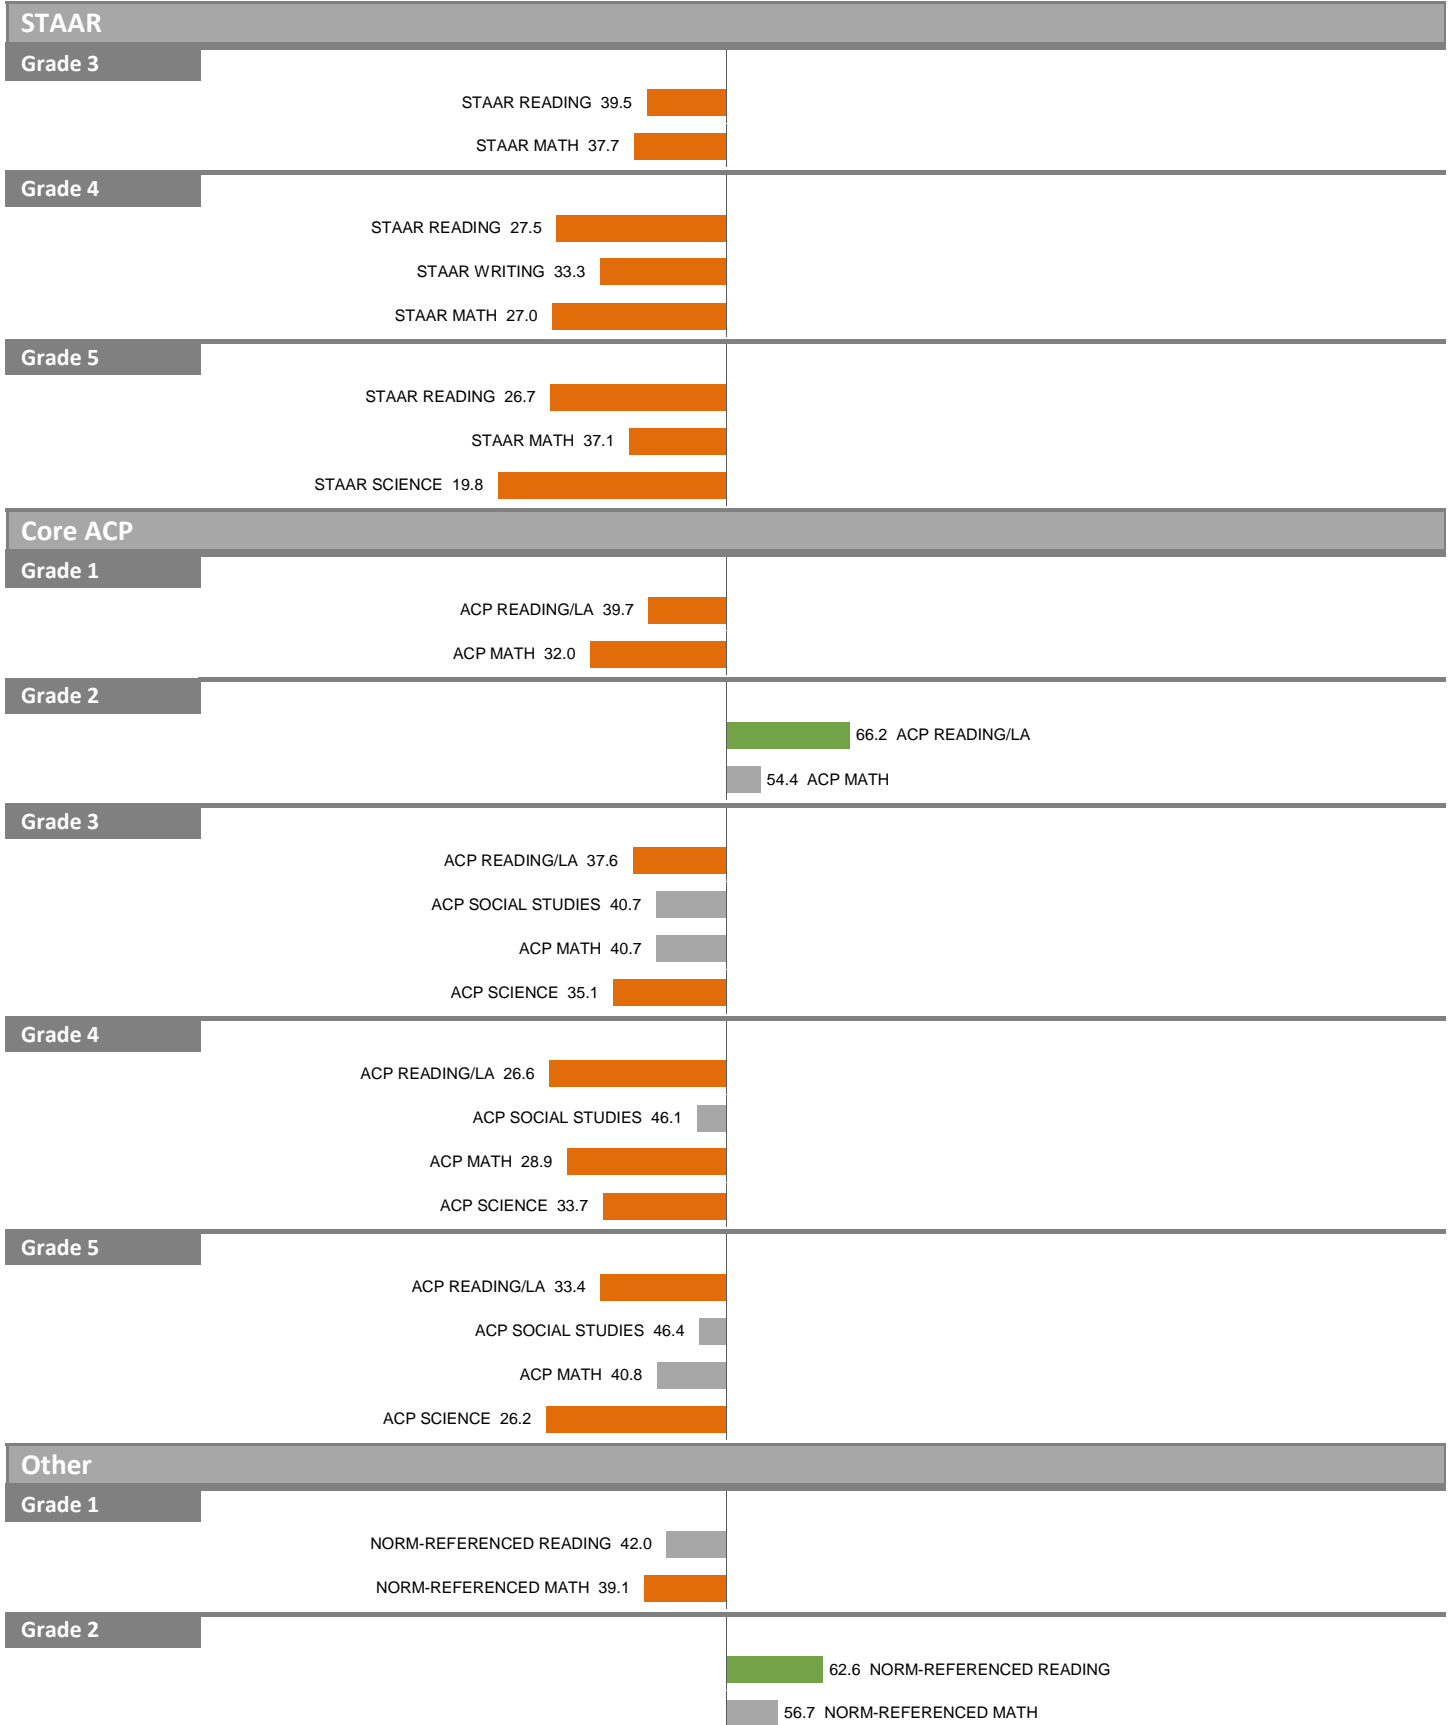 STAAR
Grade 3
STAAR READING 39.5
STAAR MATH 37.7
Grade 4
STAAR READING 27.5
STAAR WRITING 33.3
STAAR MATH 27.0
Grade 5
STAAR READING 26.7
STAAR MATH 37.1
STAAR SCIENCE 19.8
Core ACP
Grade 1
ACP READING/LA 39.7
ACP MATH 32.0
Grade 2
66.2 ACP READING/LA
54.4 ACP MATH
Grade 3
ACP READING/LA 37.6
ACP SOCIAL STUDIES 40.7
ACP MATH 40.7
ACP SCIENCE 35.1
Grade 4
ACP READING/LA 26.6
ACP SOCIAL STUDIES 46.1
ACP MATH 28.9
ACP SCIENCE 33.7
Grade 5
ACP READING/LA 33.4
ACP SOCIAL STUDIES 46.4
ACP MATH 40.8
ACP SCIENCE 26.2
Other
Grade 1
NORM-REFERENCED READING 42.0
NORM-REFERENCED MATH 39.1
Grade 2
62.6 NORM-REFERENCED READING
56.7 NORM-REFERENCED MATH